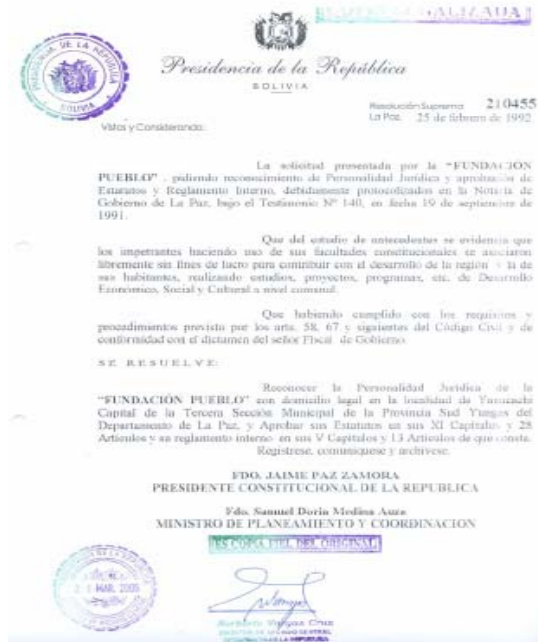 PRESIDENCIA DE LA REPUBLICA
BOLIVIA
Presidencia de la República
BOLIVIA
Resolución Suprema 210455
La Paz, 25 de febrero de 1992
Vistos y Considerando:
La solicitud presentada por la "FUNDACION
PUEBLO" , pidiendo reconocimiento de Personalidad Jurídica y aprobación de
Estatutos y Reglamento Interno, debidamente protocolizados en la Notaría de
Gobierno de La Paz, bajo el Testimonio Nº 140, en fecha 19 de septiembre de
1991.
Que del estudio de antecedentes se evidencia que
los impetrantes haciendo uso de sus facultades constitucionales se asociaron
libremente sin fines de lucro para contribuir con el desarrollo de la región y la de
sus habitantes, realizando estudios, proyectos, programas, etc. de Desarrollo
Económico, Social y Cultural a nivel comunal.
Que habiendo cumplido con los requisitos y
procedimientos previsto por los arts. 58, 67 y siguientes del Código Civil y de
conformidad con el dictamen del señor Fiscal de Gobierno.
SE RESUELVE:
Reconocer la Personalidad Jurídica de la
"FUNDACIÓN PUEBLO" con domicilio legal en la localidad de Yanacachi
Capital de la Tercera Sección Municipal de la Provincia Sud Yungas del
Departamento de La Paz, y Aprobar sus Estatutos en sus XI Capítulos y 28
Artículos y su reglamento interno en sus V Capítulos y 13 Artículos de que consta.
Regístrese, comuníquese y archívese.
FDO. JAIME PAZ ZAMORA
PRESIDENTE CONSTITUCIONAL DE LA REPUBLICA
Fdo. Samuel Doria Medina Auza
MINISTRO DE PLANEAMIENTO Y COORDINACION
ES COPIA FIEL DEL ORIGINAL
MAR. 2005
Vargas Cruz